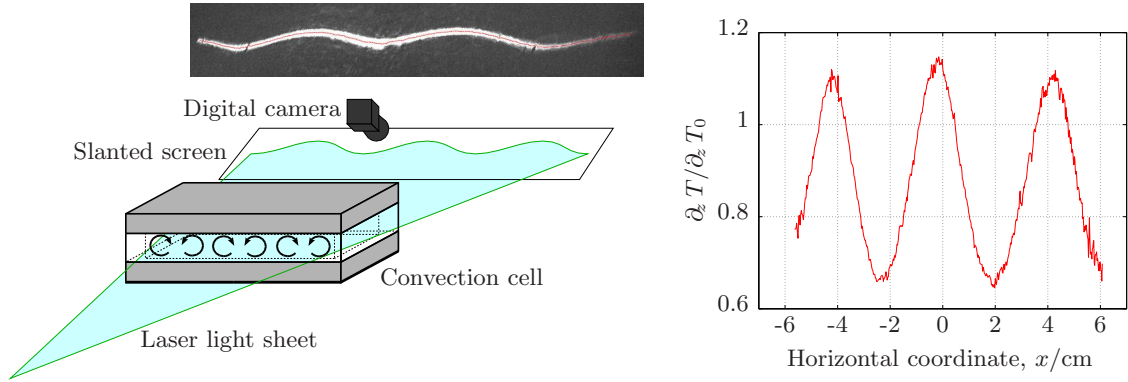 Digital camera
Slanted screen
Convection cell
Laser light sheet
∂z T/∂z T0
1.2
1
0.8
0.6
-6 -4 -2 0 2 4 6
Horizontal coordinate, x/cm